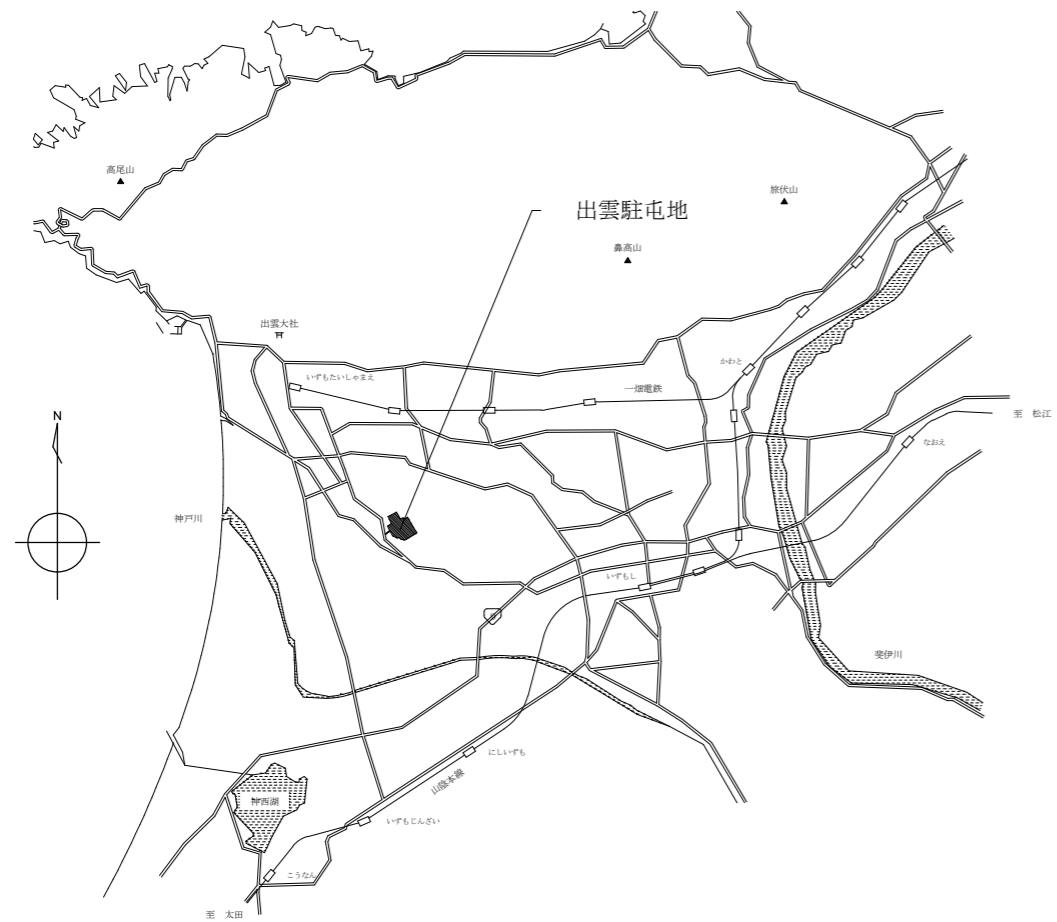 高尾山
旅伏山
出雲駐屯地
鼻高山
出雲大社
かわと
いずもたいしゃまえ
一畑電鉄
N
至 松江
なおえ
神戸川
いずもし
斐伊川
にしいずも
山陰本線
神西湖
いずもじんざい
こうなん
至 太田